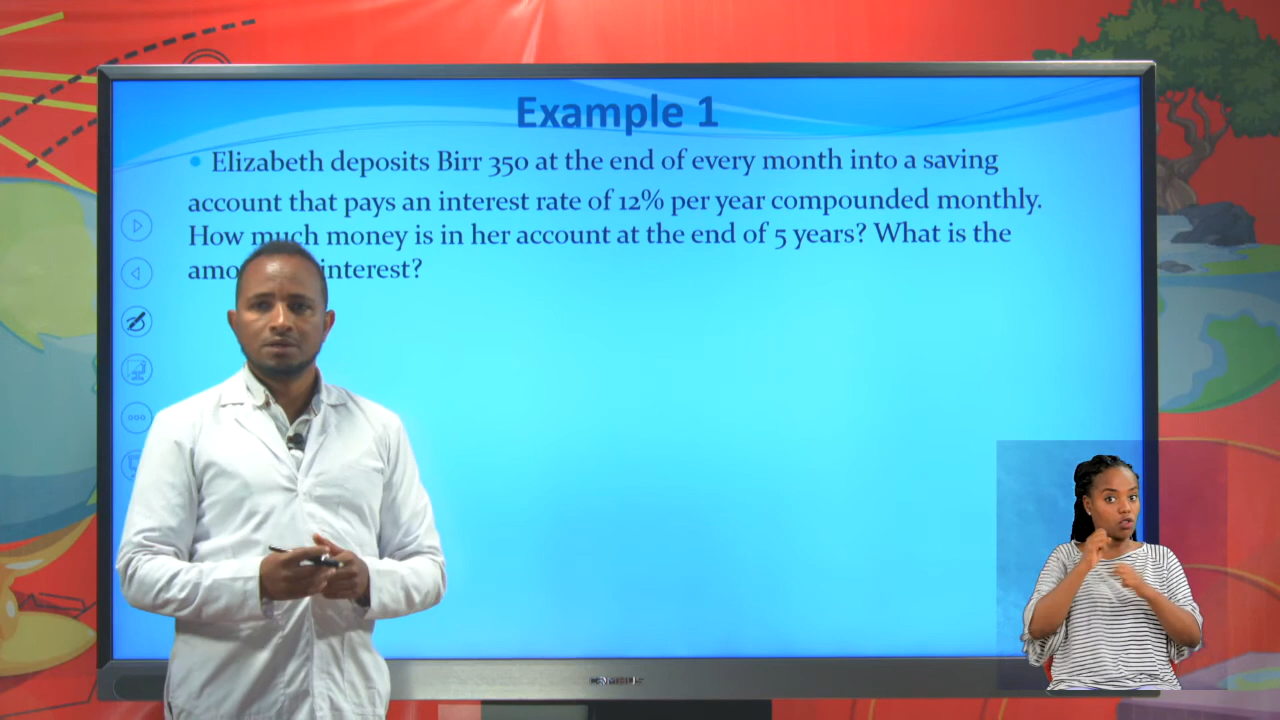 Example 1
Elizabeth deposits Birr 350 at the end of every month into a saving
account that pays an interest rate of 12% per year compounded monthly.
How much money is in her account at the end of 5 years? What is the
interest?